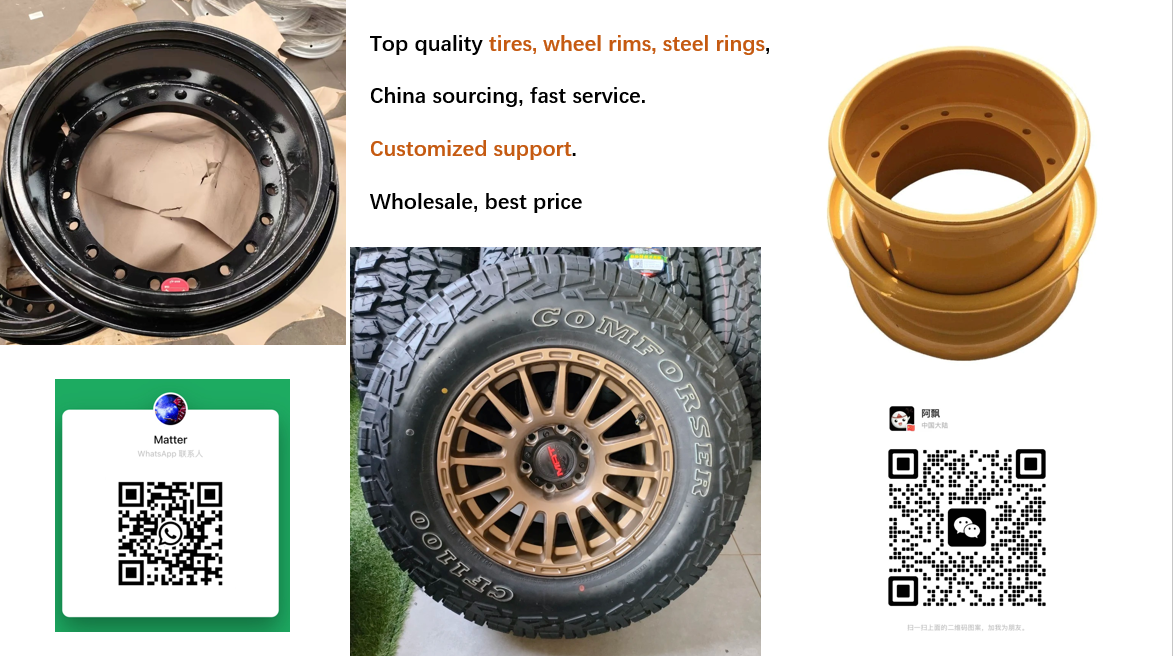 Top quality tires, wheel rims, steel rings,
China sourcing, fast service.
Customized support.
Wholesale, best price
COMFORSER
CF1100
Matter
WhatsApp 联系人
阿飘
中国大陆
扫一扫上面的二维码图案，加我为朋友。